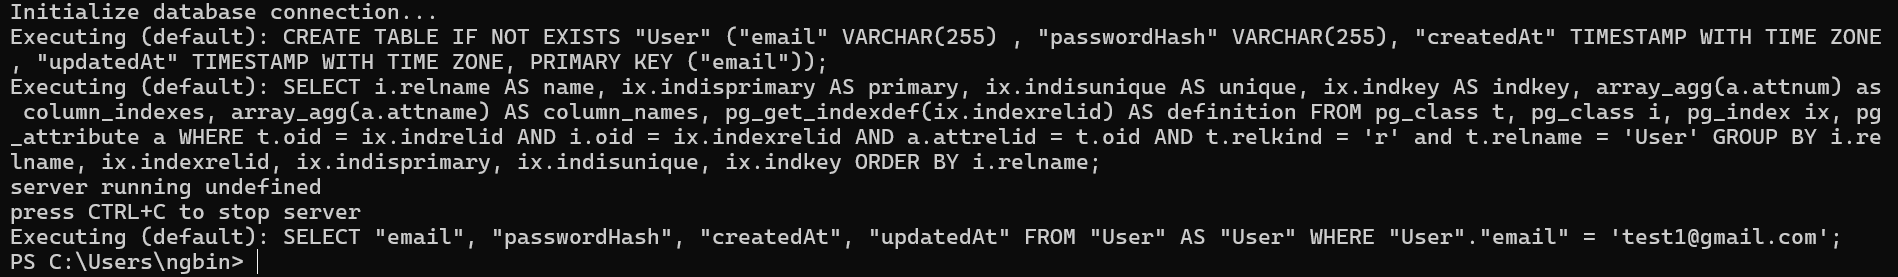 Initialize database connection...
Executing (default): CREATE TABLE IF NOT EXISTS "User" ("email" VARCHAR(255) , "passwordHash" VARCHAR(255), "createdAt" TIMESTAMP WITH TIME ZONE
, "updatedAt" TIMESTAMP WITH TIME ZONE, PRIMARY KEY ("email"));
Executing (default): SELECT i.relname AS name, ix.indisprimary AS primary, ix.indisunique AS unique, ix.indkey AS indkey, array_agg(a.attnum) as
 column_indexes, array_agg(a.attname) AS column_names, pg_get_indexdef(ix.indexrelid) AS definition FROM pg_class t, pg_class i, pg_index ix, pg
_attribute a WHERE t.oid = ix.indrelid AND i.oid = ix.indexrelid AND a.attrelid = t.oid AND t.relkind = 'r' and t.relname = 'User' GROUP BY i.re
lname, ix.indexrelid, ix.indisprimary, ix.indisunique, ix.indkey ORDER BY i.relname;
server running undefined
press CTRL+C to stop server
Executing (default): SELECT "email", "passwordHash", "createdAt", "updatedAt" FROM "User" AS "User" WHERE "User"."email" = 'test1@gmail.com';
PS C:\Users\ngbin>